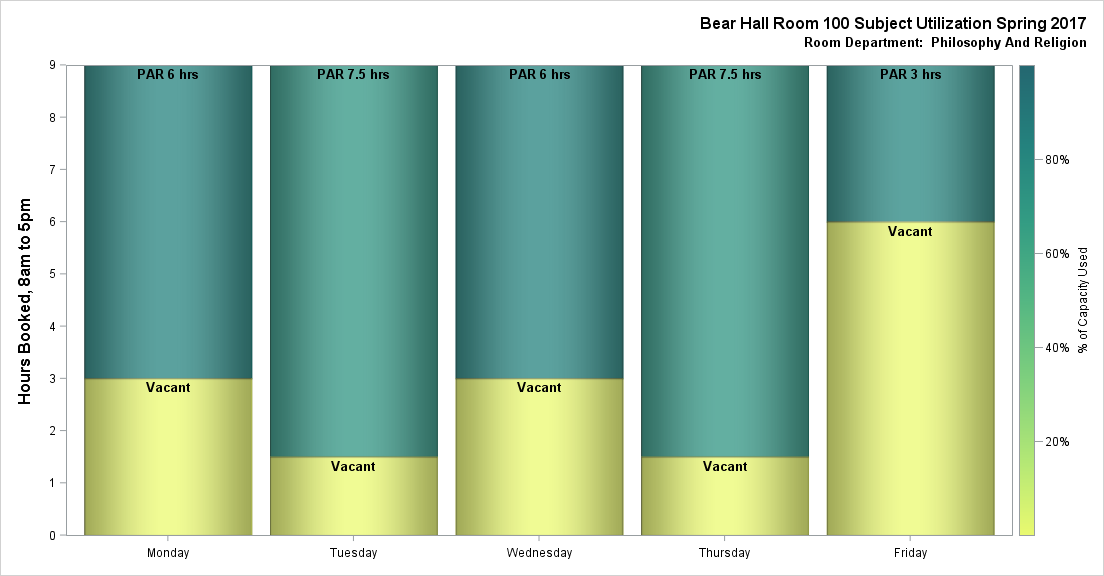 Bear Hall Room 100 Subject Utilization Spring 2017
Room Department:  Philosophy And Religion
Hours Booked, 8am to 5pm
9
8
7
6
5
4
3
2
1
0
PAR 6 hrs
Vacant
PAR 7.5 hrs
Vacant
PAR 6 hrs
Vacant
PAR 7.5 hrs
Vacant
PAR 3 hrs
Vacant
Monday
Tuesday
Wednesday
Thursday
Friday
80%
60%
40%
20%
% of Capacity Used